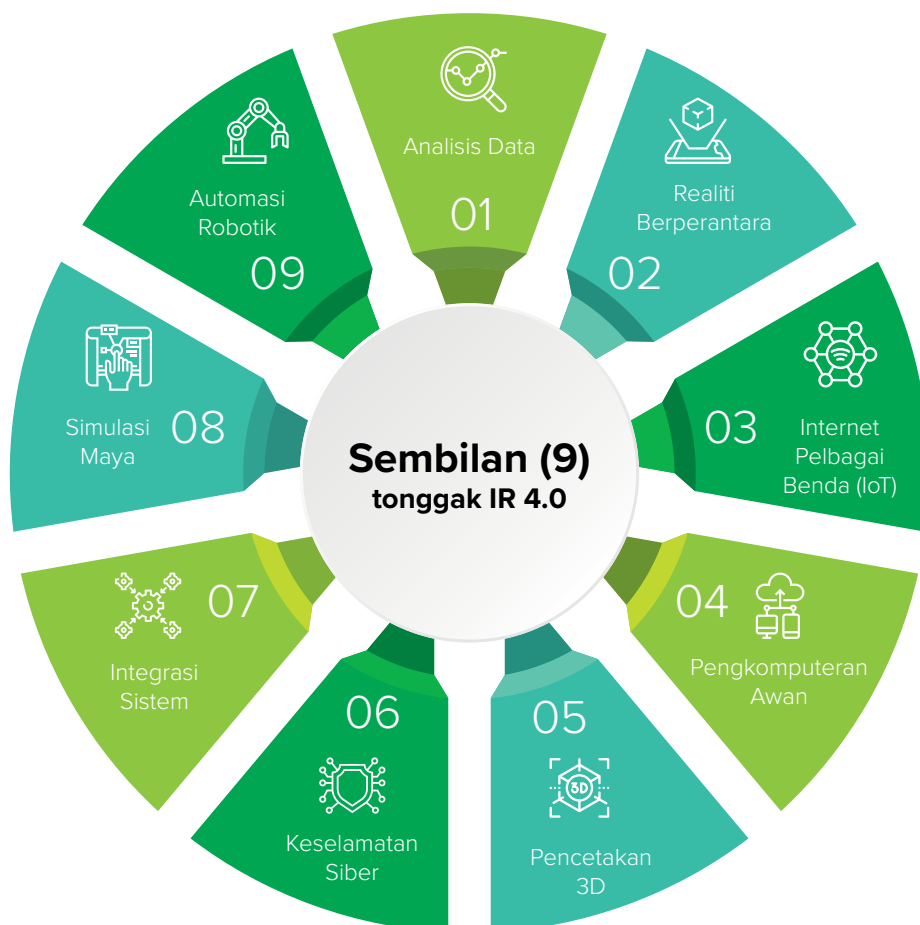 Sembilan (9)
tonggak IR 4.0
Analisis Data
01
Realiti
Berperantara
02
03
Internet
Pelbagai
Benda (IoT)
04
Pengkomputeran
Awan
05
3D
Pencetakan
3D
06
Keselamatan
Siber
07
Integrasi
Sistem
08
Simulasi
Maya
Automasi
Robotik
09